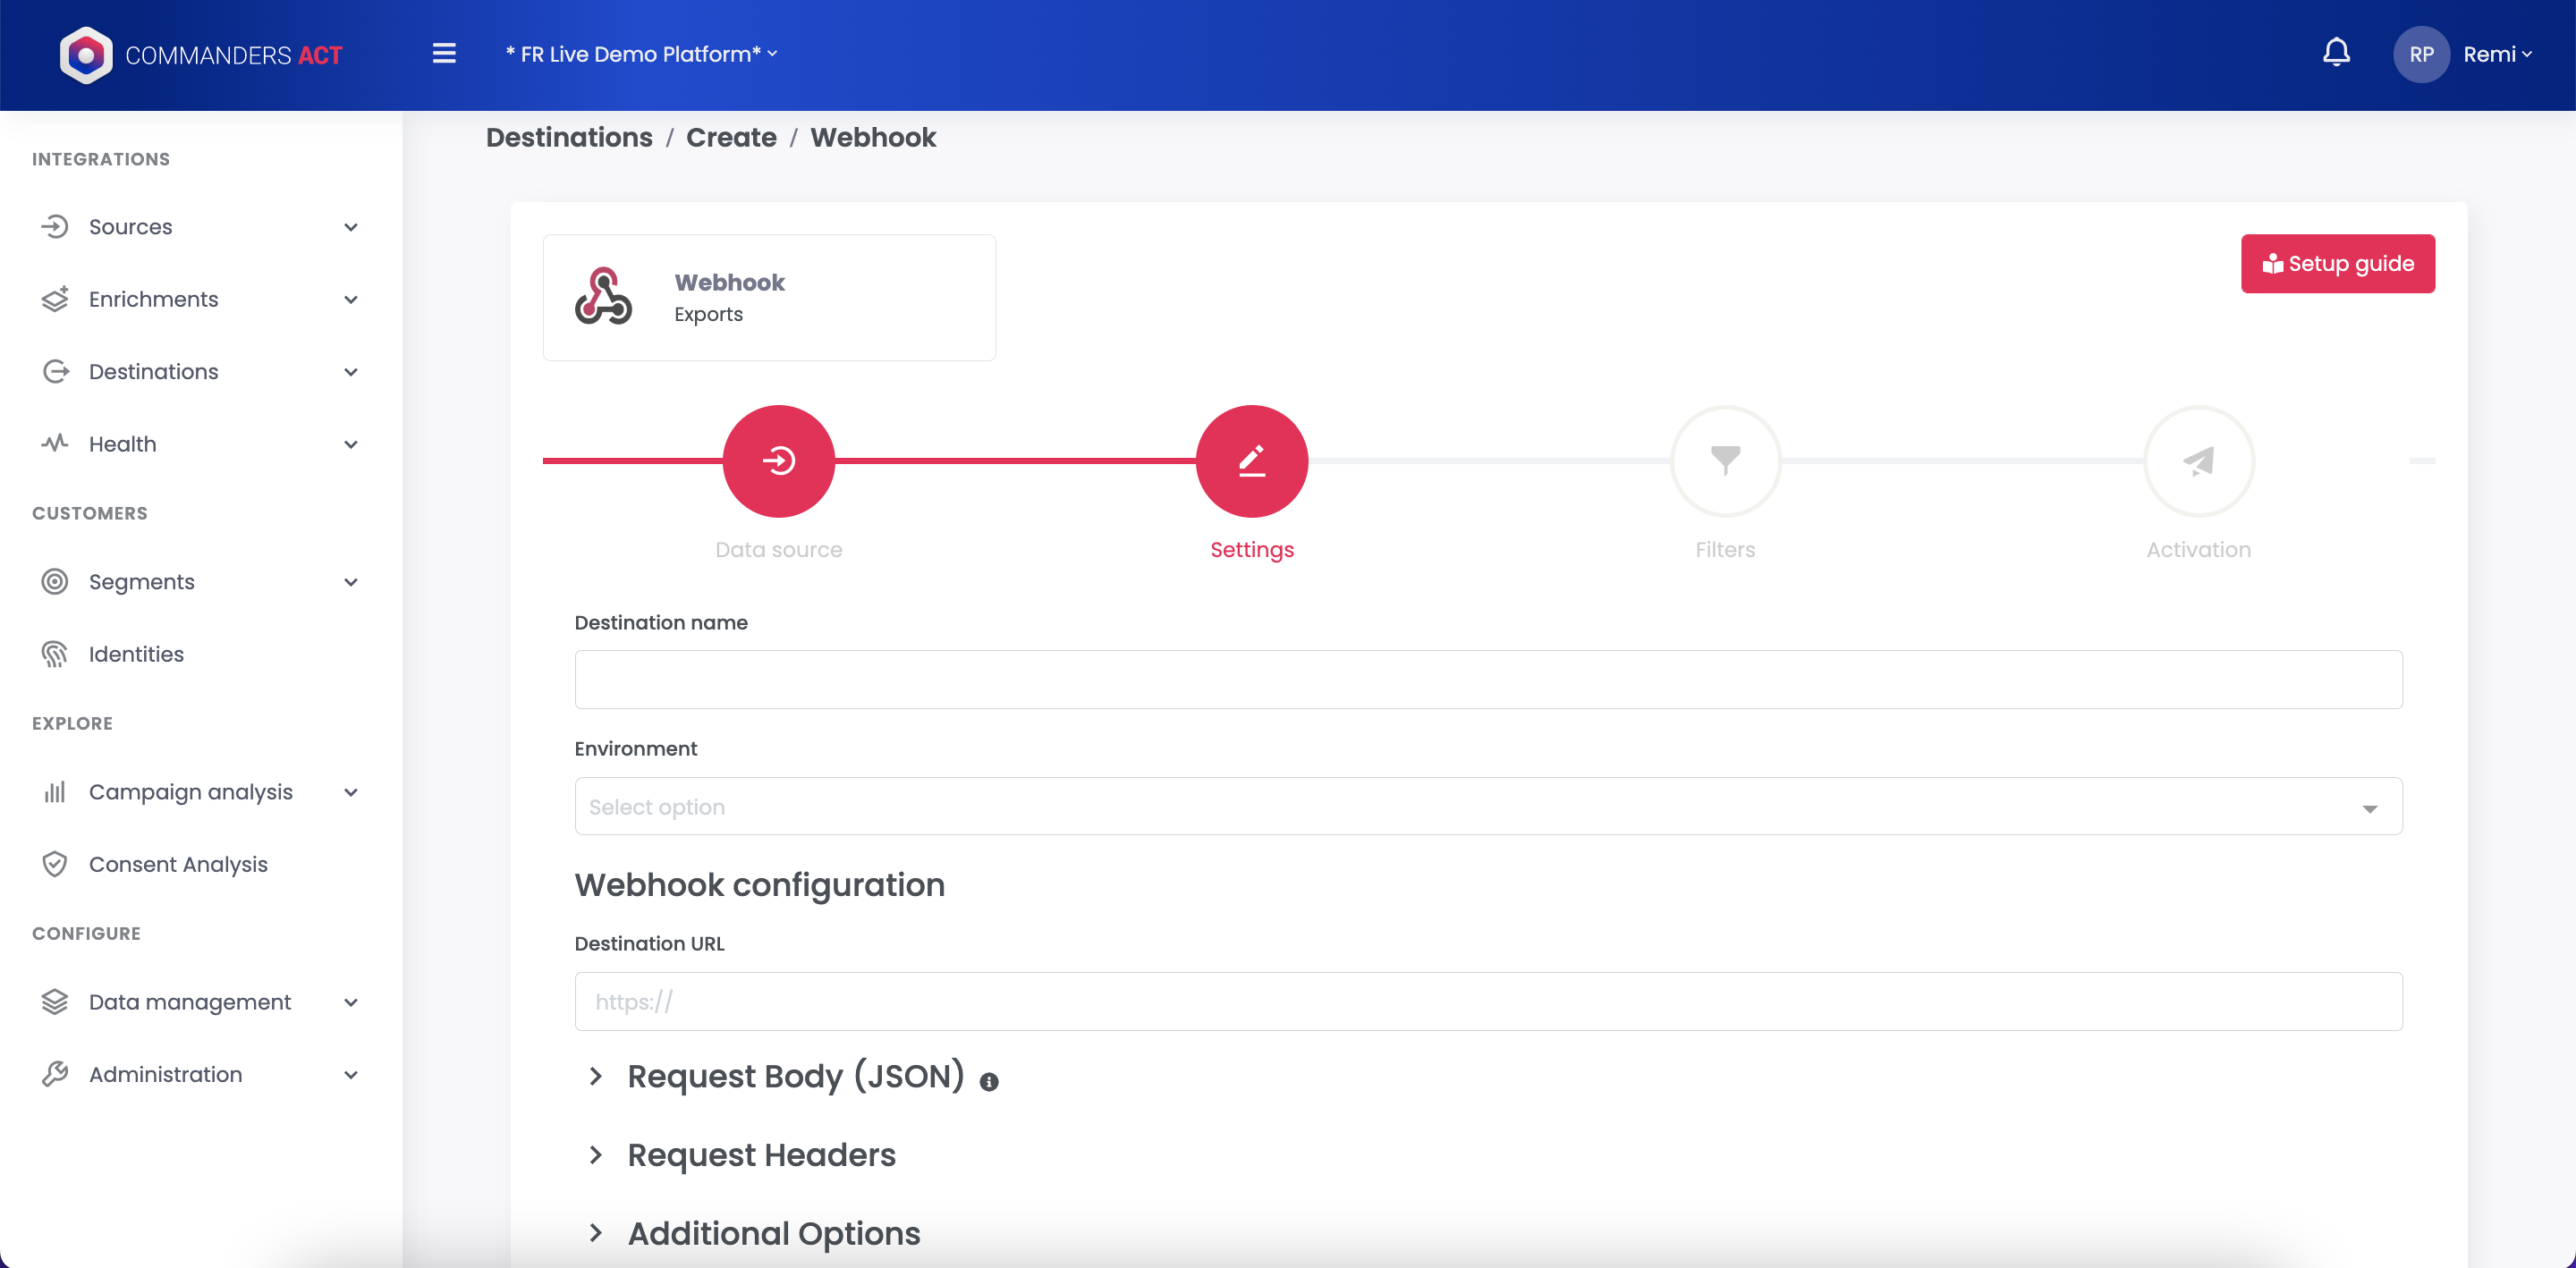 COMMANDERS ACT
* FR Live Demo Platform*
RP
Remi
INTEGRATIONS
Sources
Enrichments
Destinations
Health
CUSTOMERS
Segments
Identities
EXPLORE
Campaign analysis
Consent Analysis
CONFIGURE
Data management
Administration
Destinations / Create / Webhook
Webhook
Exports
Setup guide
Data source
Settings
Filters
Activation
Destination name
Environment
Select option
Webhook configuration
Destination URL
https://
Request Body (JSON)
Request Headers
Additional Options